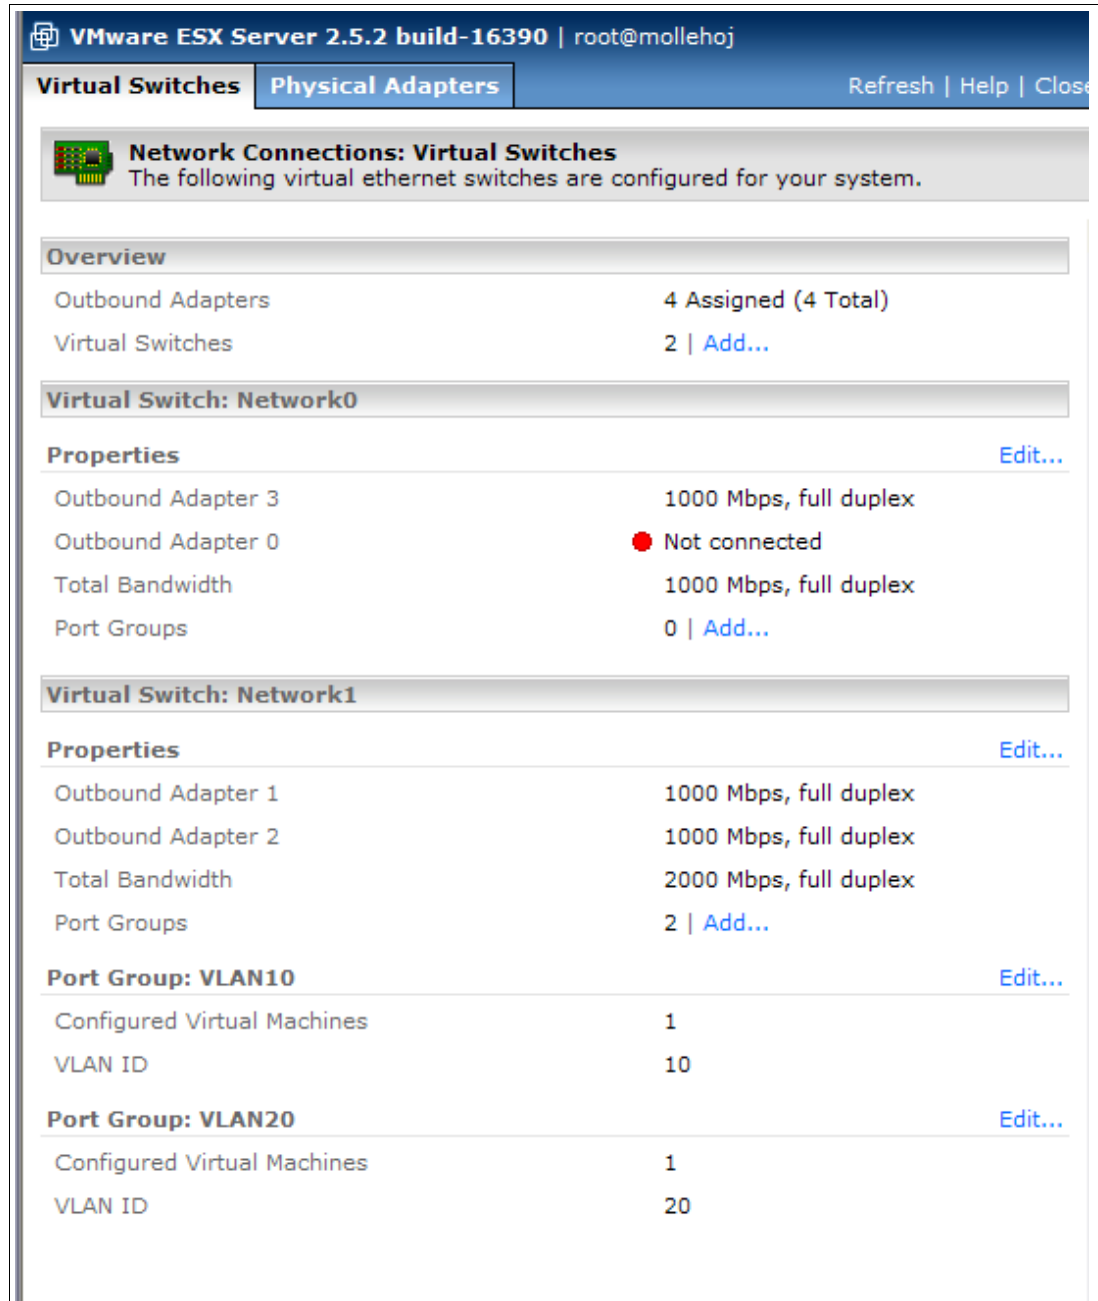 VMware ESX Server 2.5.2 build-16390 | root@mollehoj
Virtual Switches Physical Adapters Refresh | Help | Close
Network Connections: Virtual Switches
The following virtual ethernet switches are configured for your system.
Overview
Outbound Adapters 4 Assigned (4 Total)
Virtual Switches 2 | Add...
Virtual Switch: Network0
Properties Edit...
Outbound Adapter 3 1000 Mbps, full duplex
Outbound Adapter 0 Not connected
Total Bandwidth 1000 Mbps, full duplex
Port Groups 0 | Add...
Virtual Switch: Network1
Properties Edit...
Outbound Adapter 1 1000 Mbps, full duplex
Outbound Adapter 2 1000 Mbps, full duplex
Total Bandwidth 2000 Mbps, full duplex
Port Groups 2 | Add...
Port Group: VLAN10 Edit...
Configured Virtual Machines 1
VLAN ID 10
Port Group: VLAN20 Edit...
Configured Virtual Machines 1
VLAN ID 20